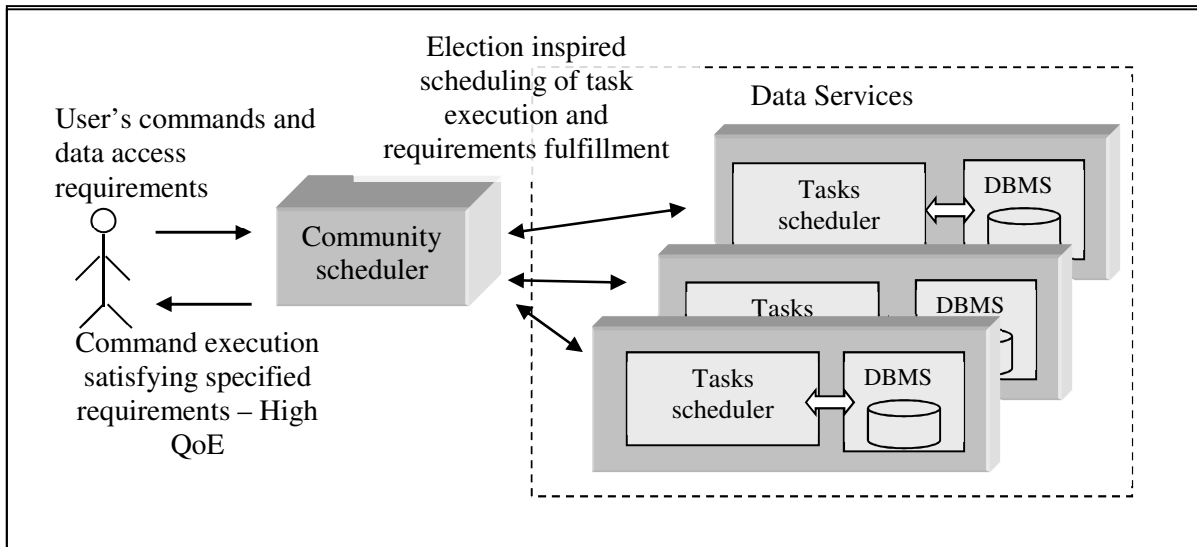 Election inspired
scheduling of task
execution and
requirements fulfillment
User's commands and
data access
requirements
Community
scheduler
Command execution
satisfying specified
requirements – High
QoE
Data Services
Tasks
scheduler
DBMS
Tasks
DBMS
Tasks
scheduler
DBMS